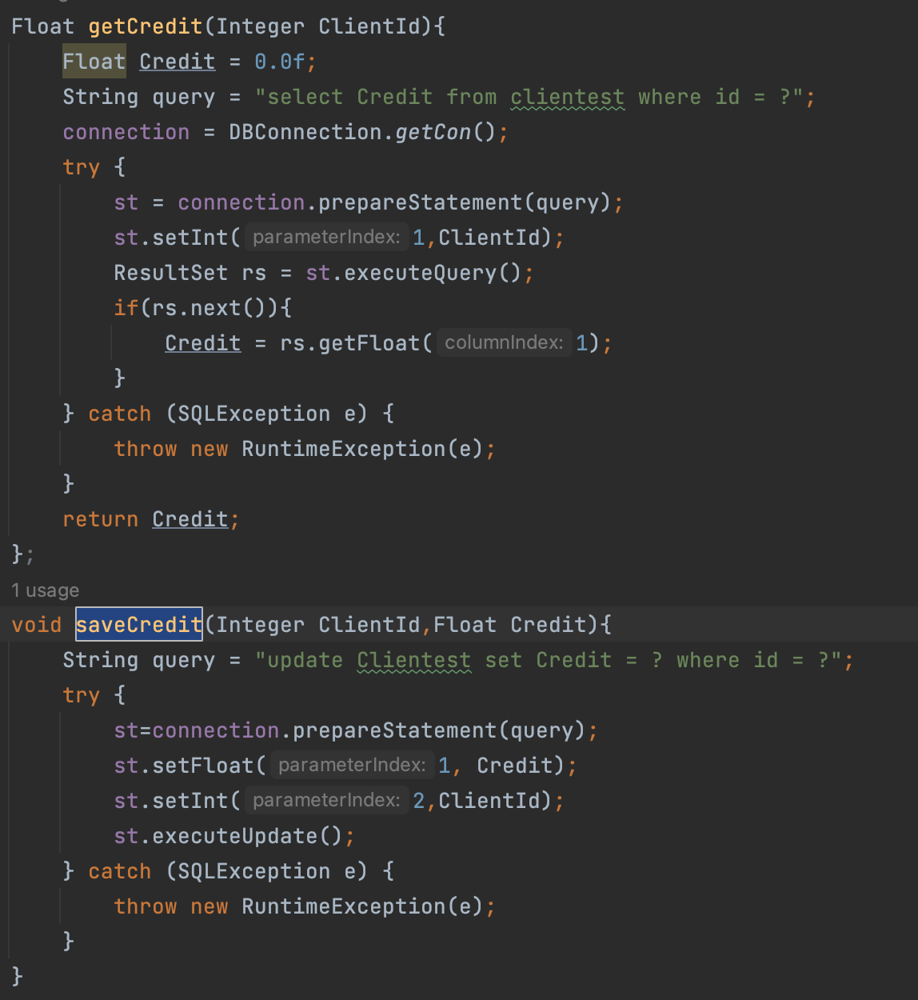 Float getCredit(Integer ClientId){
Float Credit = 0.0f;
String query = "select Credit from clientest where id = ?";
connection = DBConnection.getCon();
try {
st = connection.prepareStatement(query);
st.setInt( parameterIndex: 1,ClientId);
ResultSet rs = st.executeQuery();
if(rs.next()){
Credit = rs.getFloat( columnIndex: 1);
}
} catch (SQLException e) {
throw new RuntimeException(e);
}
return Credit;
};
1 usage
void saveCredit(Integer ClientId,Float Credit){
String query = "update Clientest set Credit = ? where id = ?";
try {
st=connection.prepareStatement(query);
st.setFloat( parameterIndex: 1, Credit);
st.setInt( parameterIndex: 2,ClientId);
st.executeUpdate();
} catch (SQLException e) {
throw new RuntimeException(e);
}
}